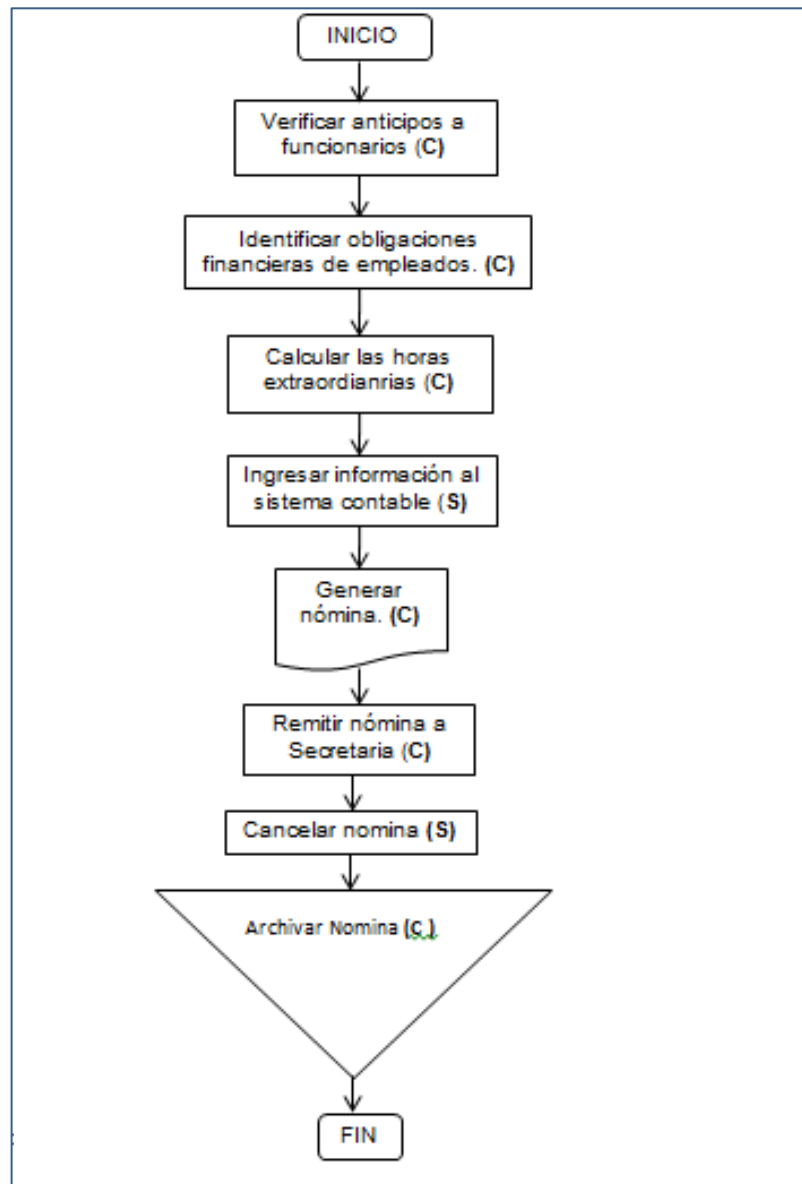 INICIO
Verificar anticipos a
funcionarios (C)
Identificar obligaciones
financieras de empleados. (C)
Calcular las horas
extraordianrias (C)
Ingresar información al
sistema contable (S)
Generar
nómina. (C)
Remitir nómina a
Secretaria (C)
Cancelar nomina (S)
Archivar Nomina (C )
FIN